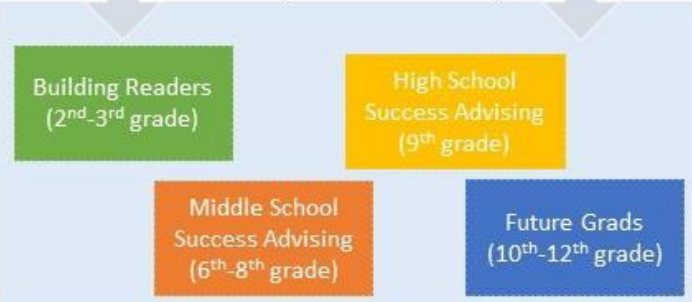 Building Readers
(2nd-3rd grade)
High School
Success Advising
(9th grade)
Middle School
Success Advising
(6th-8th grade)
Future Grads
(10th-12th grade)